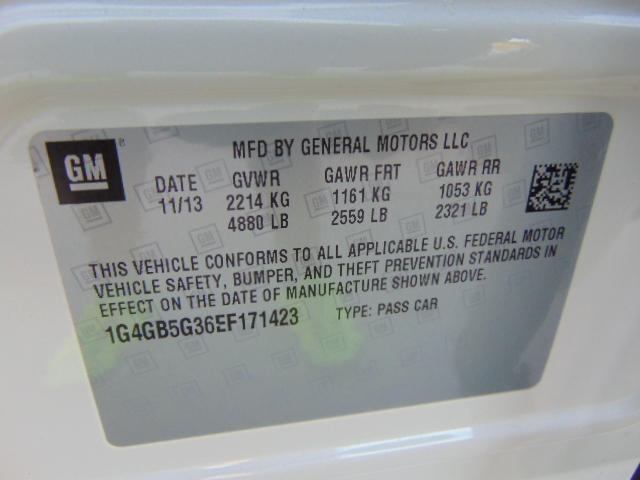 GM
MFD BY GENERAL MOTORS LLC
DATE GVWR GAWR FRT GAWR RR
11/13 2214 KG 1161 KG 1053 KG
4880 LB 2559 LB 2321 LB
THIS VEHICLE CONFORMS TO ALL APPLICABLE U.S. FEDERAL MOTOR
VEHICLE SAFETY, BUMPER, AND THEFT PREVENTION STANDARDS IN
EFFECT ON THE DATE OF MANUFACTURE SHOWN ABOVE.
1G4GB5G36EF171423 TYPE: PASS CAR